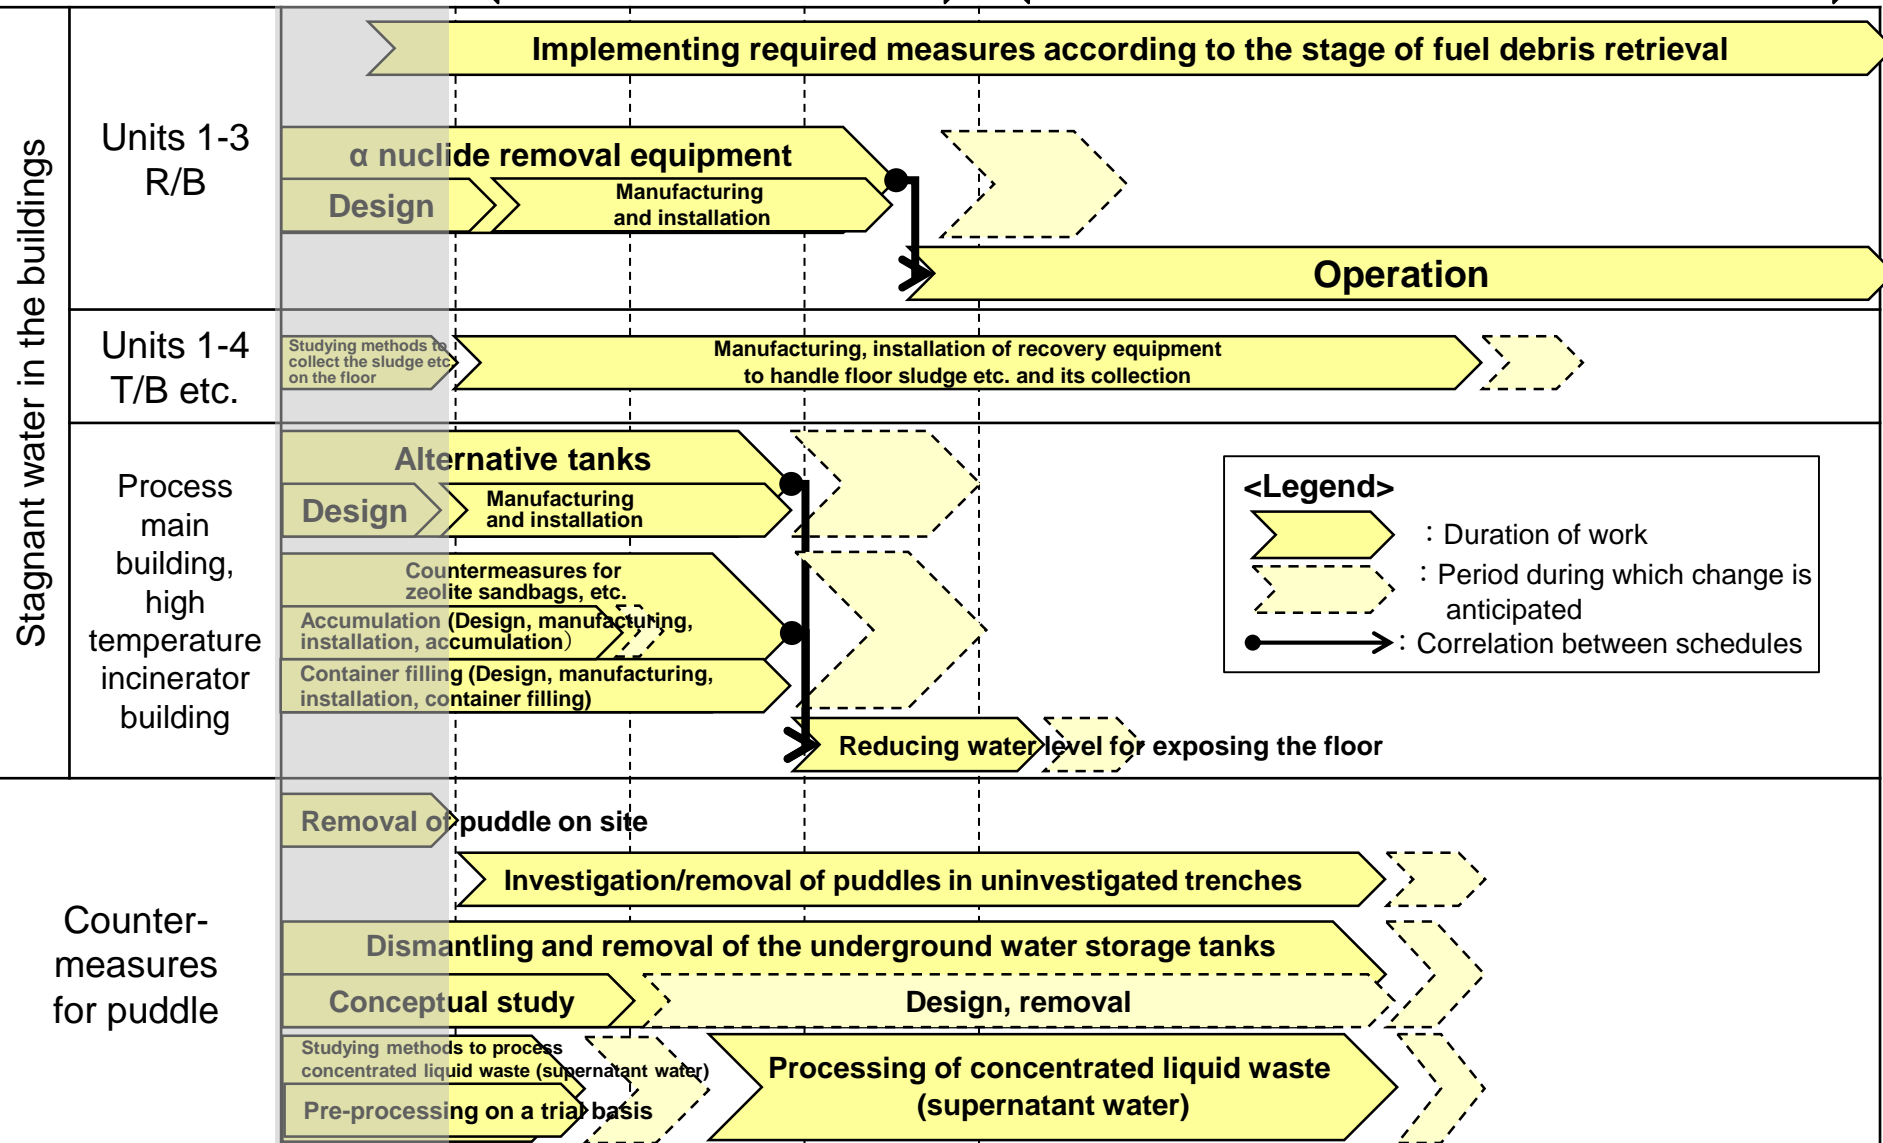 Stagnant water in the buildings
Units 1-3
R/B
Implementing required measures according to the stage of fuel debris retrieval
α nuclide removal equipment
Design
Manufacturing
and installation
Operation
Units 1-4
T/B etc.
Studying methods to
collect the sludge etc.
on the floor
Manufacturing, installation of recovery equipment
to handle floor sludge etc. and its collection
Process
main
building,
high
temperature
incinerator
building
Alternative tanks
Design
Manufacturing
and installation
Countermeasures for
zeolite sandbags, etc.
Accumulation (Design, manufacturing,
installation, accumulation）
Container filling (Design, manufacturing,
installation, container filling)
Reducing water level for exposing the floor
<Legend>
：Duration of work
：Period during which change is
anticipated
：Correlation between schedules
Counter-
measures
for puddle
Removal of puddle on site
Investigation/removal of puddles in uninvestigated trenches
Dismantling and removal of the underground water storage tanks
Conceptual study
Design, removal
Studying methods to process
concentrated liquid waste (supernatant water)
Pre-processing on a trial basis
Processing of concentrated liquid waste
(supernatant water)